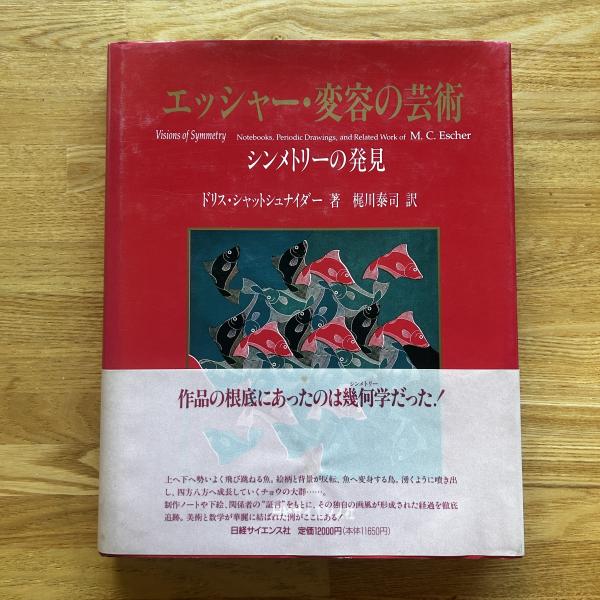 エッシャー・変容の芸術
Visions of Symmetry Notebooks, Periodic Drawings, and Related Work of M. C. Escher
シンメトリーの発見
ドリス・シャットシュナイダー 著 梶川泰司 訳
シンメトリー
作品の根底にあったのは幾何学だった!
上へ下へ勢いよく飛び跳ねる魚。絵柄と背景が反転、魚へ変身する鳥。湧くように噴き出
し、四方八方へ成長していくチョウの大群……。
制作ノートや下絵、関係者の“証言”をもとに、その独自の画風が形成された経過を徹底
追跡。美術と数学が華麗に結ばれた例がここにある!
日経サイエンス社 定価12000円(本体11650円)